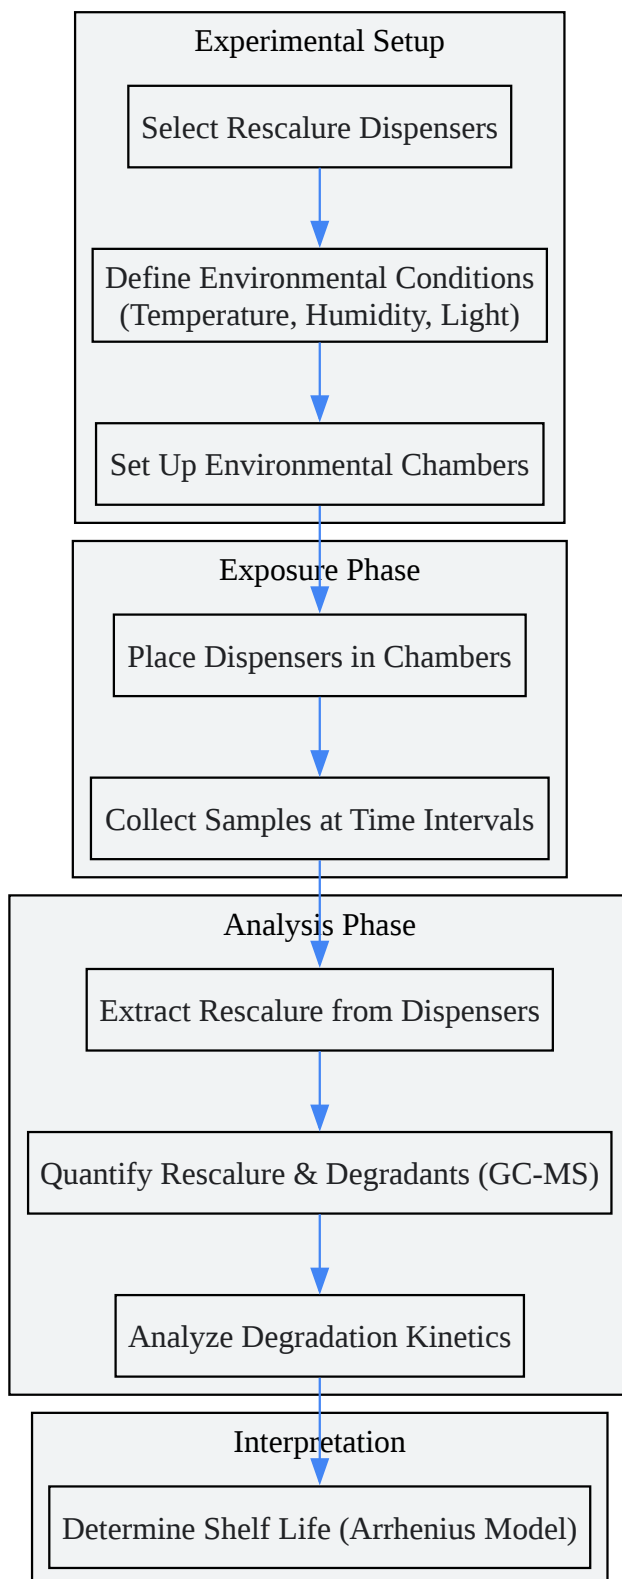 Experimental Setup
Select Rescalure Dispensers
Define Environmental Conditions
(Temperature, Humidity, Light)
Set Up Environmental Chambers
Exposure Phase
Place Dispensers in Chambers
Collect Samples at Time Intervals
Analysis Phase
Extract Rescalure from Dispensers
Quantify Rescalure & Degradants (GC-MS)
Analyze Degradation Kinetics
Interpretation
Determine Shelf Life (Arrhenius Model)